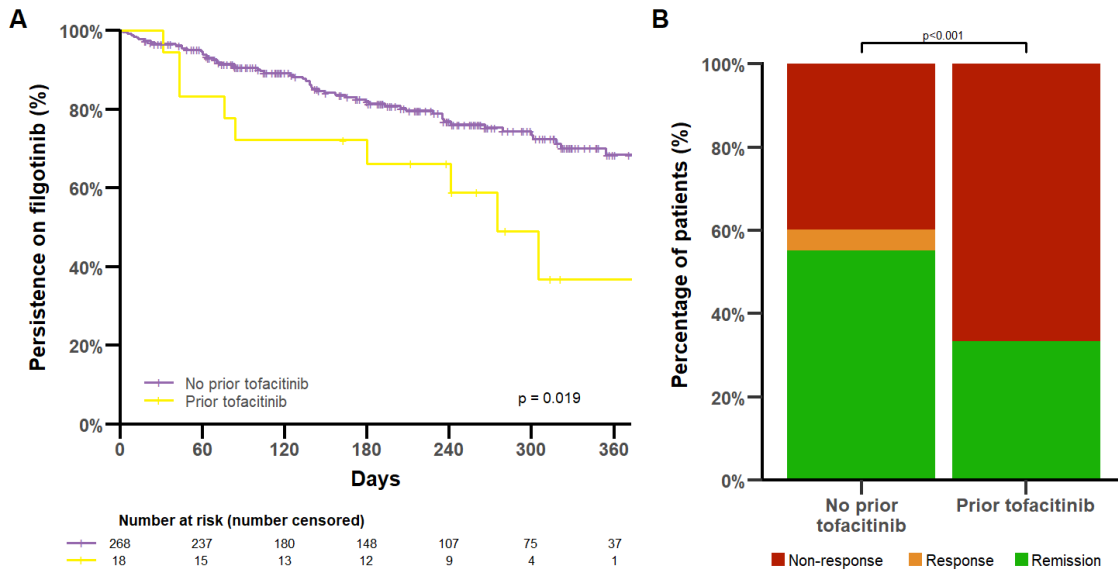 A
Persistence on filgotinib (%)
100%
80%
60%
40%
20%
0%
No prior tofacitinib
Prior tofacitinib
p = 0.019
0 60 120 180 240 300 360
Days
Number at risk (number censored)
268 237 180 148 107 75 37
18 15 13 12 9 4 1
B
p<0.001
Percentage of patients (%)
100%
80%
60%
40%
20%
0%
No prior
tofacitinib
Prior tofacitinib
Non-response Response Remission